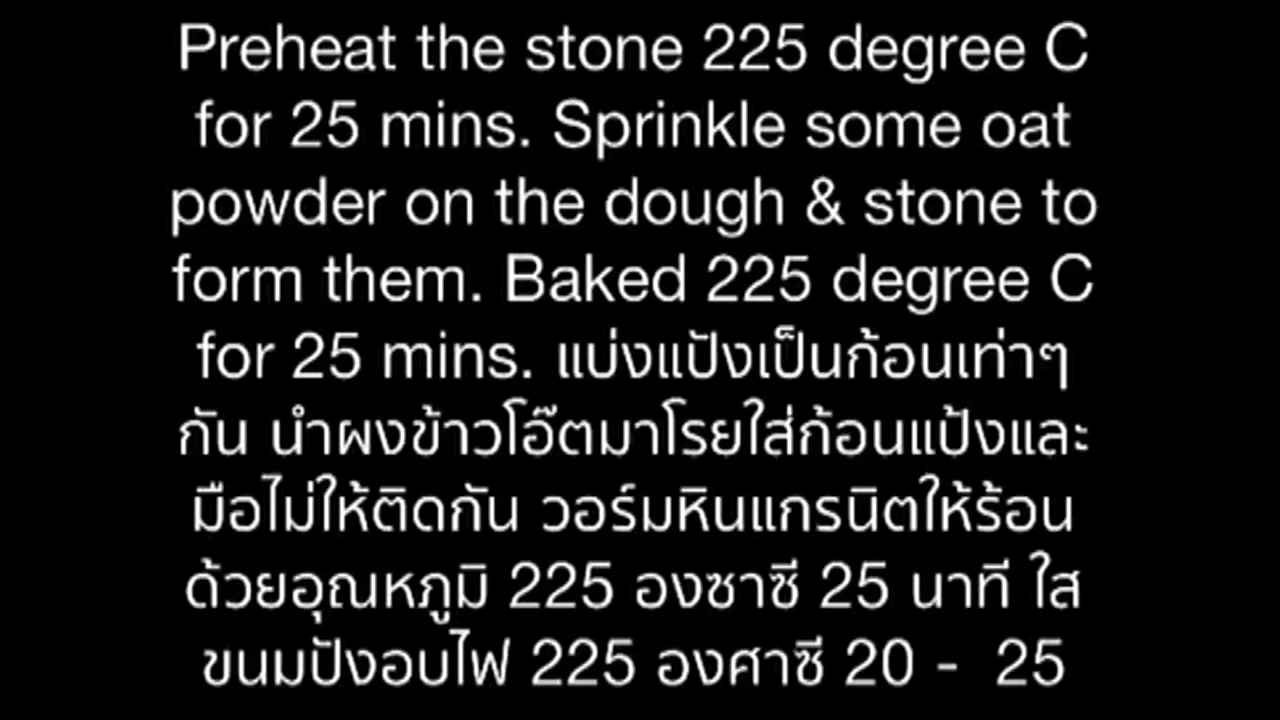 Preheat the stone 225 degree C
for 25 mins. Sprinkle some oat
powder on the dough & stone to
form them. Baked 225 degree C
for 25 mins. แบ่งแป้งเป็นก้อนเท่าๆ
กัน นำผงข้าวโอ๊ตมาโรยใส่ก้อนแป้งและ
มือไม่ให้ติดกัน วอร์มหินแกรนิตให้ร้อน
ด้วยอุณหภูมิ 225 องซาซี 25 นาที ใส
ขนมปังอบไฟ 225 องศาซี 20 - 25